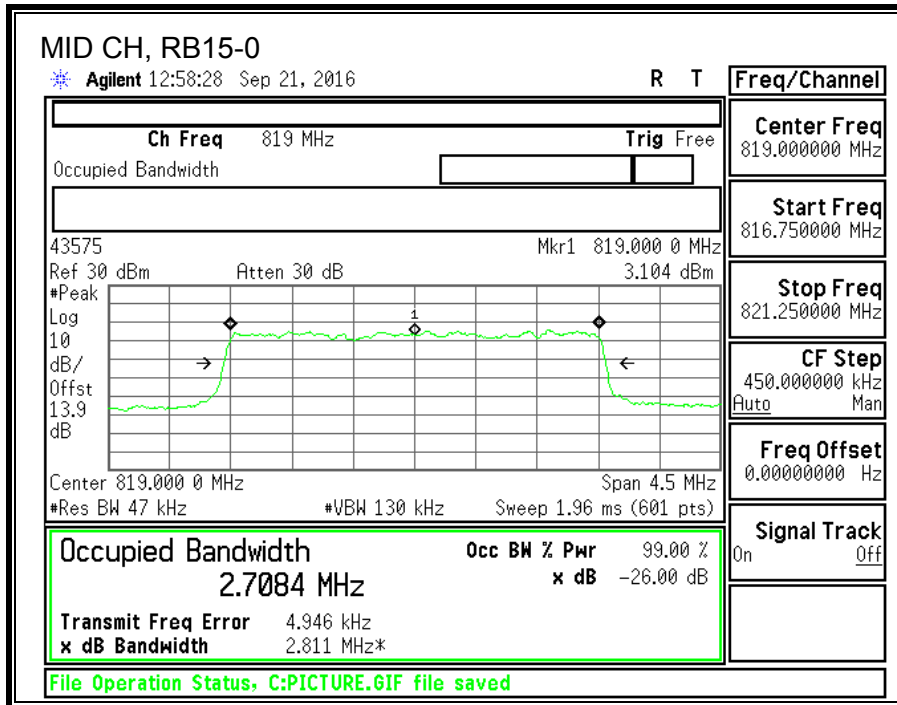 MID CH, RB15-0
Agilent 12:58:28 Sep 21, 2016 R T
Ch Freq 819 MHz Trig Free
Occupied Bandwidth
43575 Mkr1 819.000 0 MHz
Ref 30 dBm Atten 30 dB 3.104 dBm
#Peak
Log
10
dB/
Offst
13.9
dB
1
Center 819.000 0 MHz Span 4.5 MHz
#Res BW 47 kHz #VBW 130 kHz Sweep 1.96 ms (601 pts)
Occupied Bandwidth Occ BW % Pwr 99.00 %
2.7084 MHz x dB -26.00 dB
Transmit Freq Error 4.946 kHz
x dB Bandwidth 2.811 MHz*
File Operation Status, C:PICTURE.GIF file saved
Freq/Channel
Center Freq
819.000000 MHz
Start Freq
816.750000 MHz
Stop Freq
821.250000 MHz
CF Step
450.000000 kHz
Auto Man
Freq Offset
0.00000000 Hz
Signal Track
On Off